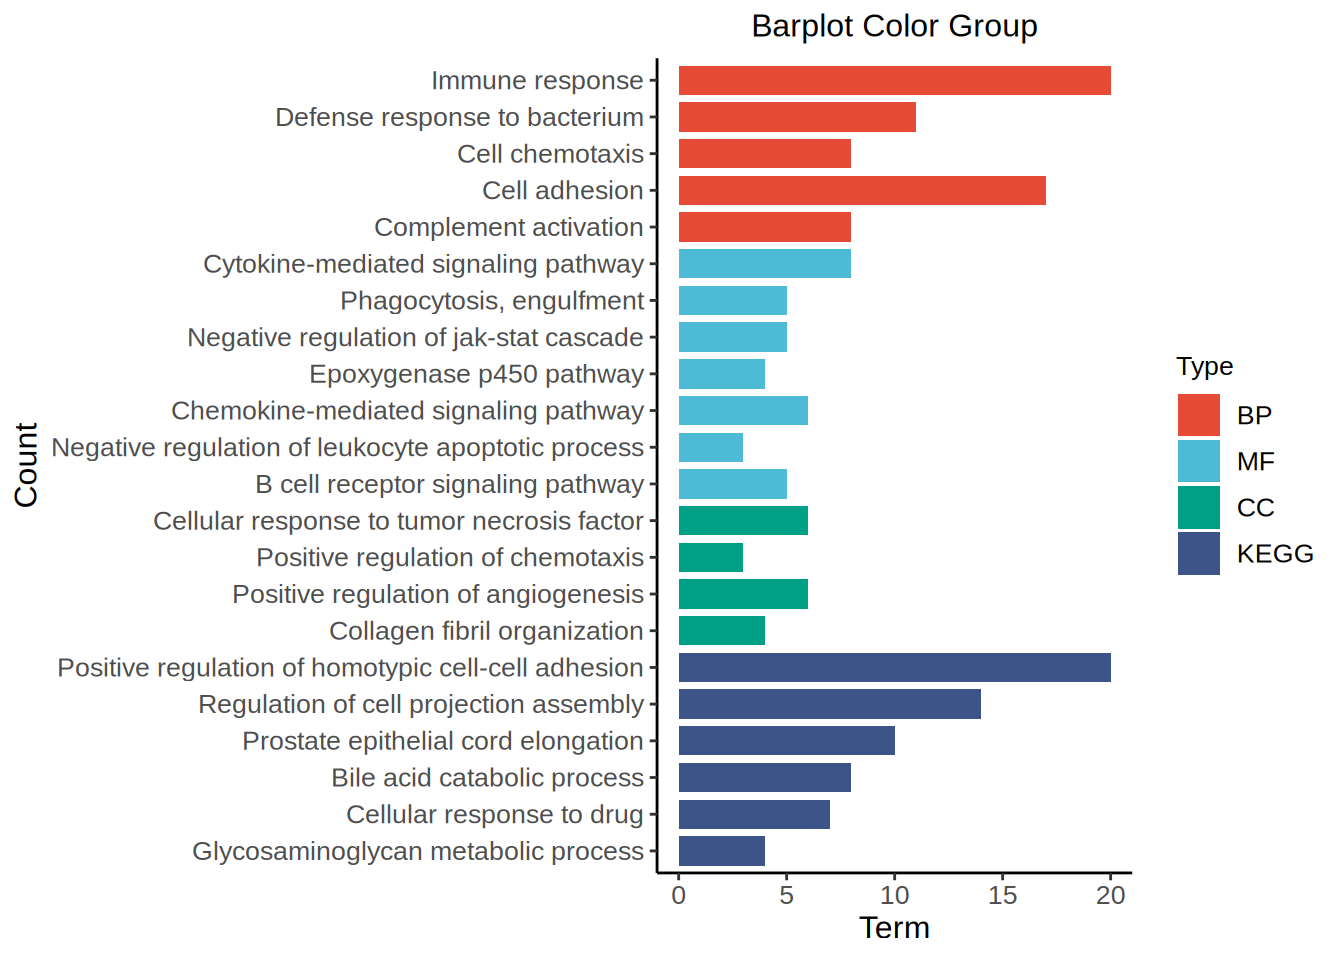 Barplot Color Group
Immune response
Defense response to bacterium
Cell chemotaxis
Cell adhesion
Complement activation
Cytokine-mediated signaling pathway
Phagocytosis, engulfment
Negative regulation of jak-stat cascade
Epoxygenase p450 pathway
Chemokine-mediated signaling pathway
Negative regulation of leukocyte apoptotic process
B cell receptor signaling pathway
Cellular response to tumor necrosis factor
Positive regulation of chemotaxis
Positive regulation of angiogenesis
Collagen fibril organization
Positive regulation of homotypic cell-cell adhesion
Regulation of cell projection assembly
Prostate epithelial cord elongation
Bile acid catabolic process
Cellular response to drug
Glycosaminoglycan metabolic process
Count
0 5 10 15 20
Term
Type
BP
MF
CC
KEGG